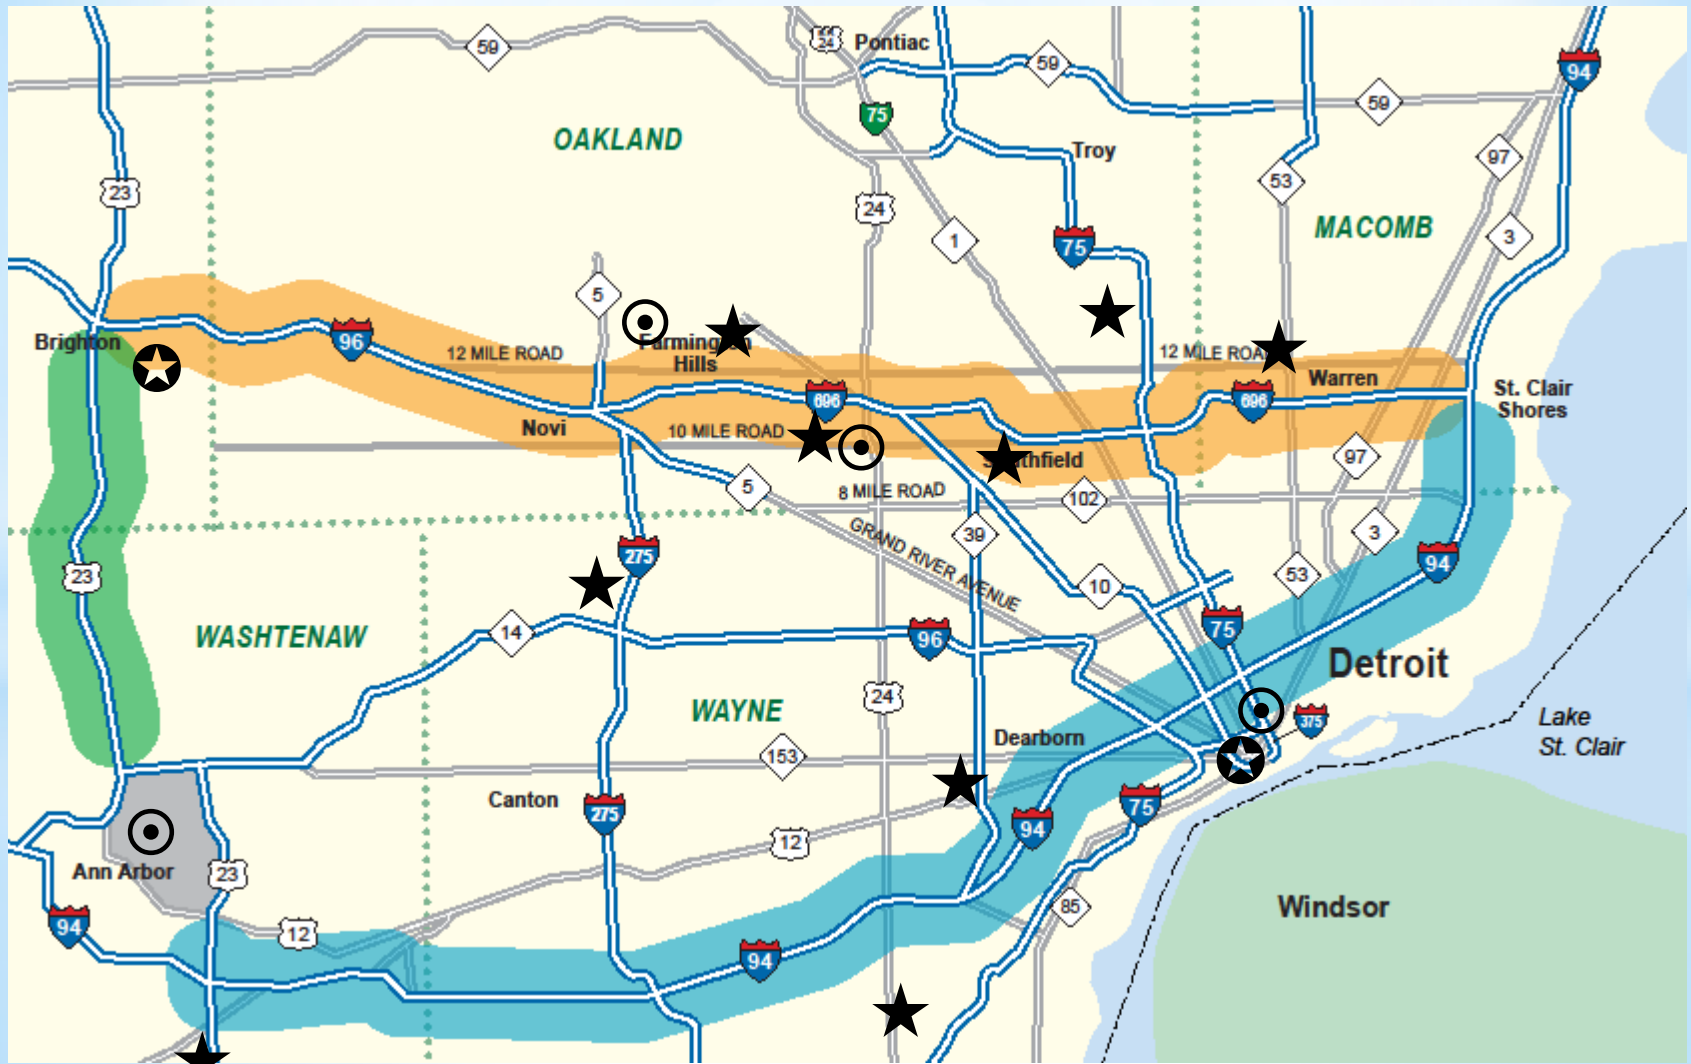 59
24
Pontiac
59
94
59
75
OAKLAND
Troy
97
23
53
24
MACOMB
1
3
75
5
Brighton
96
12 MILE ROAD
Farmington
Hills
12 MILE ROAD
Warren
St. Clair
Shores
696
696
Novi
10 MILE ROAD
Southfield
97
5
8 MILE ROAD
102
GRAND RIVER AVENUE
39
3
275
94
23
53
10
WASHTENAW
14
96
75
Detroit
24
WAYNE
375
Lake
St. Clair
Dearborn
153
Canton
275
75
94
12
Ann Arbor
23
85
Windsor
94
12
94